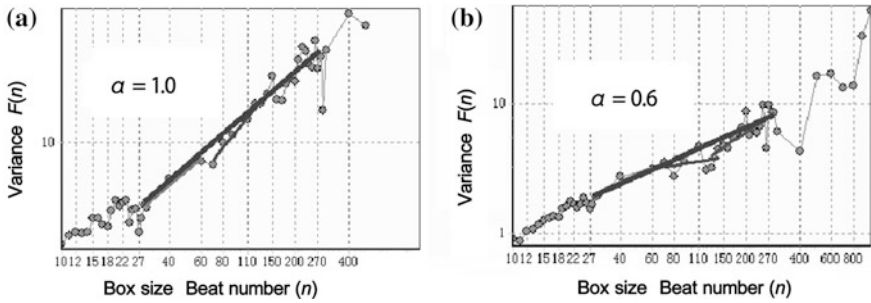 (a)
α = 1.0
Variance F(n)
10
10 12 15 18 22 27 40 60 80 110 150 200 270 400
Box size Beat number (n)
(b)
α = 0.6
Variance F(n)
10
1
10 12 15 18 22 27 40 60 80 110 150 200 270 400 600 800
Box size Beat number (n)